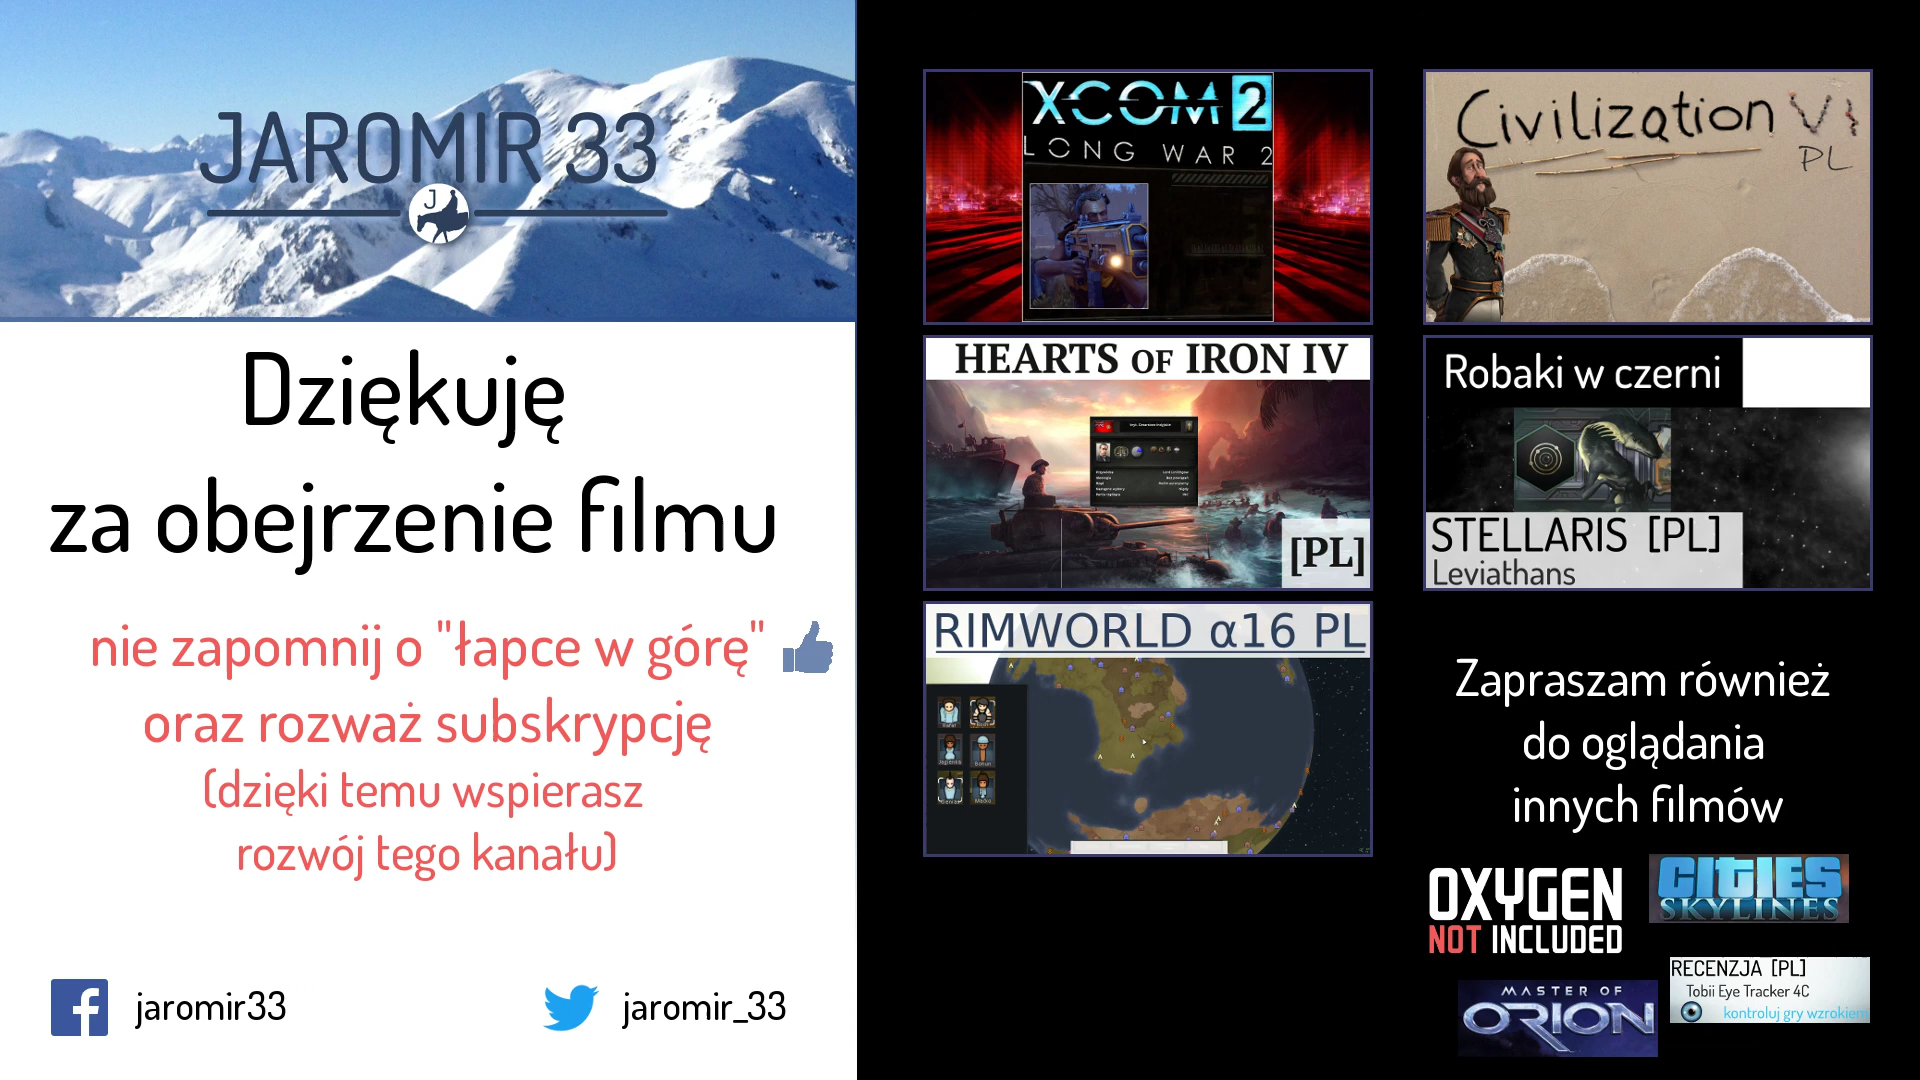 JAROMIR 33
J
Dziękuję
za obejrzenie filmu
nie zapomnij o "łapce w górę"
oraz rozważ subskrypcję
(dzięki temu wspierasz
rozwój tego kanału)
jaromir33
jaromir_33
XCOM 2
LONG WAR 2
Civilization VI
PL
HEARTS OF IRON IV
[PL]
Robaki w czerni
STELLARIS [PL]
Leviathans
RIMWORLD α16 PL
Zapraszam również
do oglądania
innych filmów
OXYGEN
NOT INCLUDED
CITIES
SKYLINES
MASTER OF
ORION
RECENZJA [PL]
Tobii Eye Tracker 4C
kontroluj gry wzrokiem